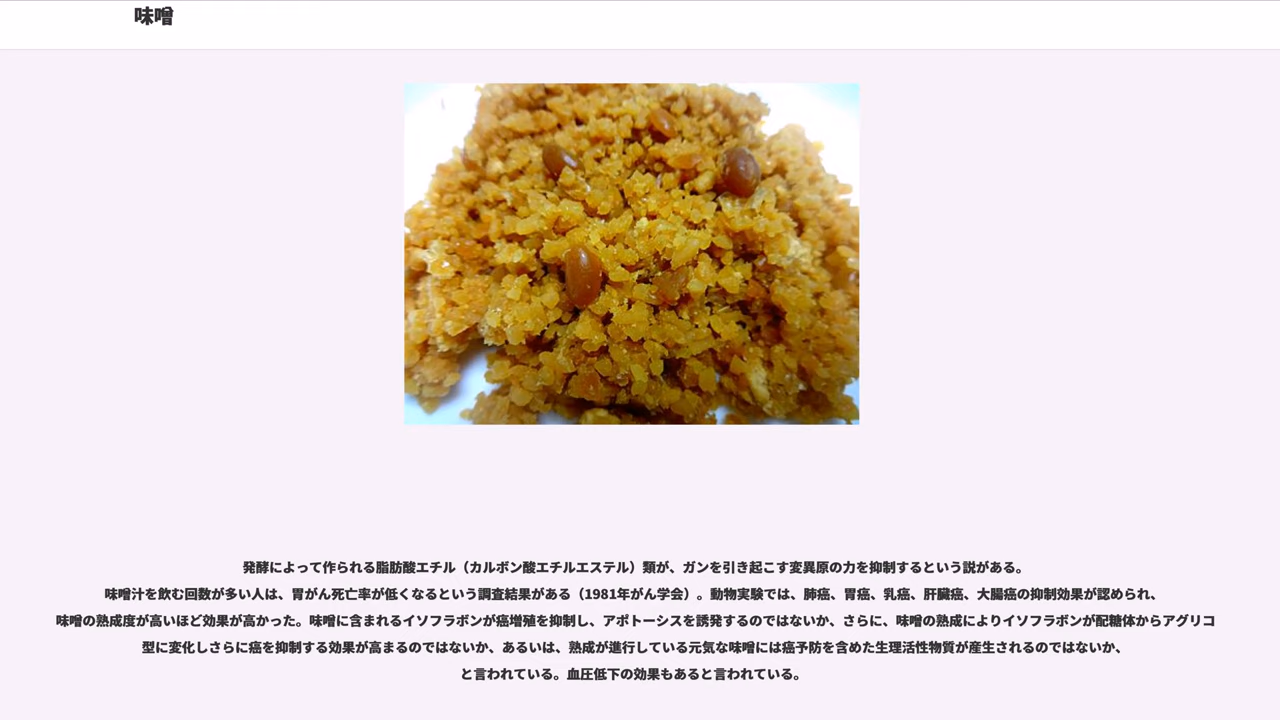 味噌
発酵によって作られる脂肪酸エチル（カルボン酸エチルエステル）類が、ガンを引き起こす変異原の力を抑制するという説がある。
味噌汁を飲む回数が多い人は、胃がん死亡率が低くなるという調査結果がある（1981年がん学会）。動物実験では、肺癌、胃癌、乳癌、肝臓癌、大腸癌の抑制効果が認められ、
味噌の熟成度が高いほど効果が高かった。味噌に含まれるイソフラボンが癌増殖を抑制し、アポトーシスを誘発するのではないか、さらに、味噌の熟成によりイソフラボンが配糖体からアグリコ
型に変化しさらに癌を抑制する効果が高まるのではないか、あるいは、熟成が進行している元気な味噌には癌予防を含めた生理活性物質が産生されるのではないか、
と言われている。血圧低下の効果もあると言われている。